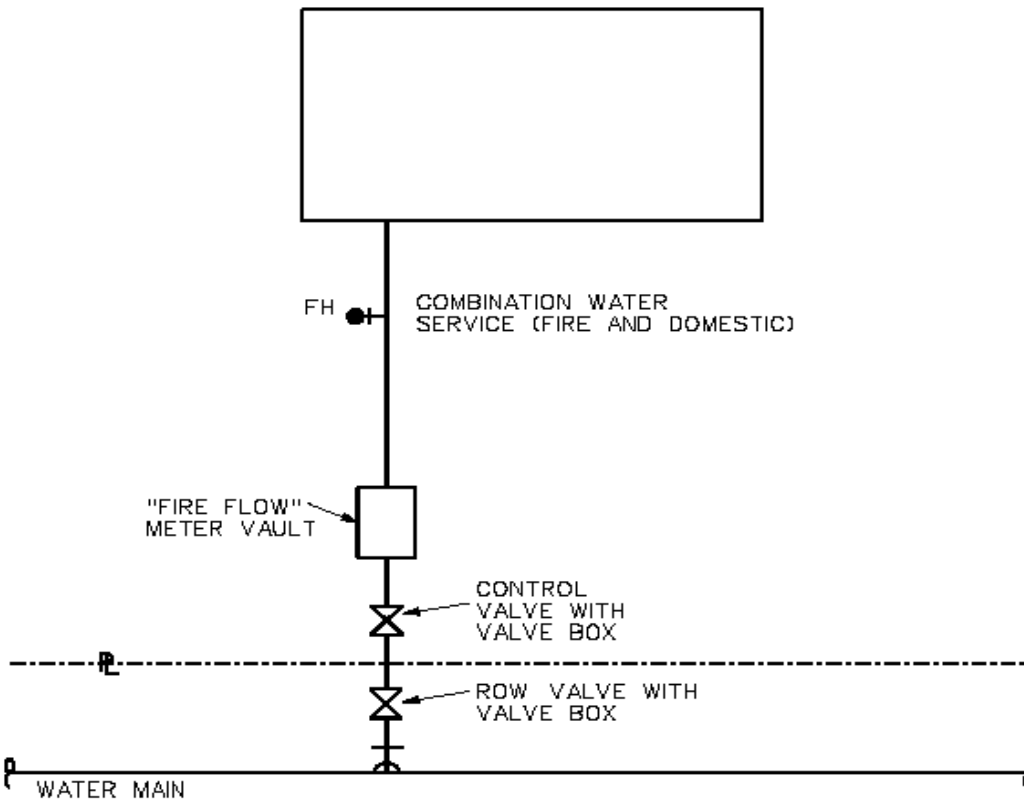 FH
COMBINATION WATER
SERVICE (FIRE AND DOMESTIC)
"FIRE FLOW"
METER VAULT
CONTROL
VALVE WITH
VALVE BOX
PL
ROW VALVE WITH
VALVE BOX
WATER MAIN